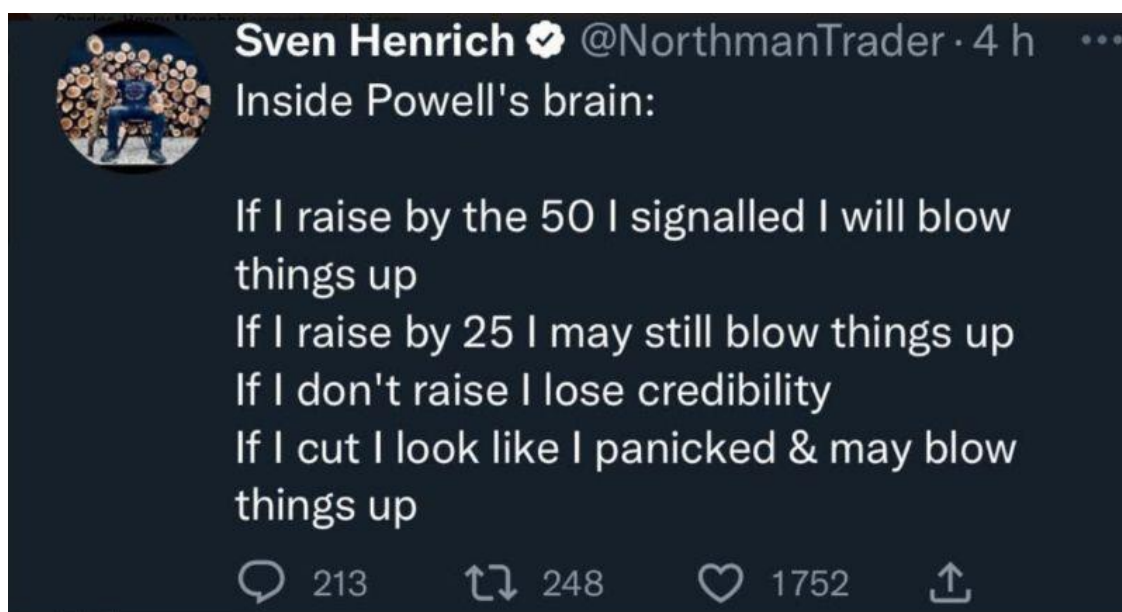 Sven Henrich @NorthmanTrader · 4 h
Inside Powell's brain:
If I raise by the 50 I signalled I will blow
things up
If I raise by 25 I may still blow things up
If I don't raise I lose credibility
If I cut I look like I panicked & may blow
things up
213 248 1752